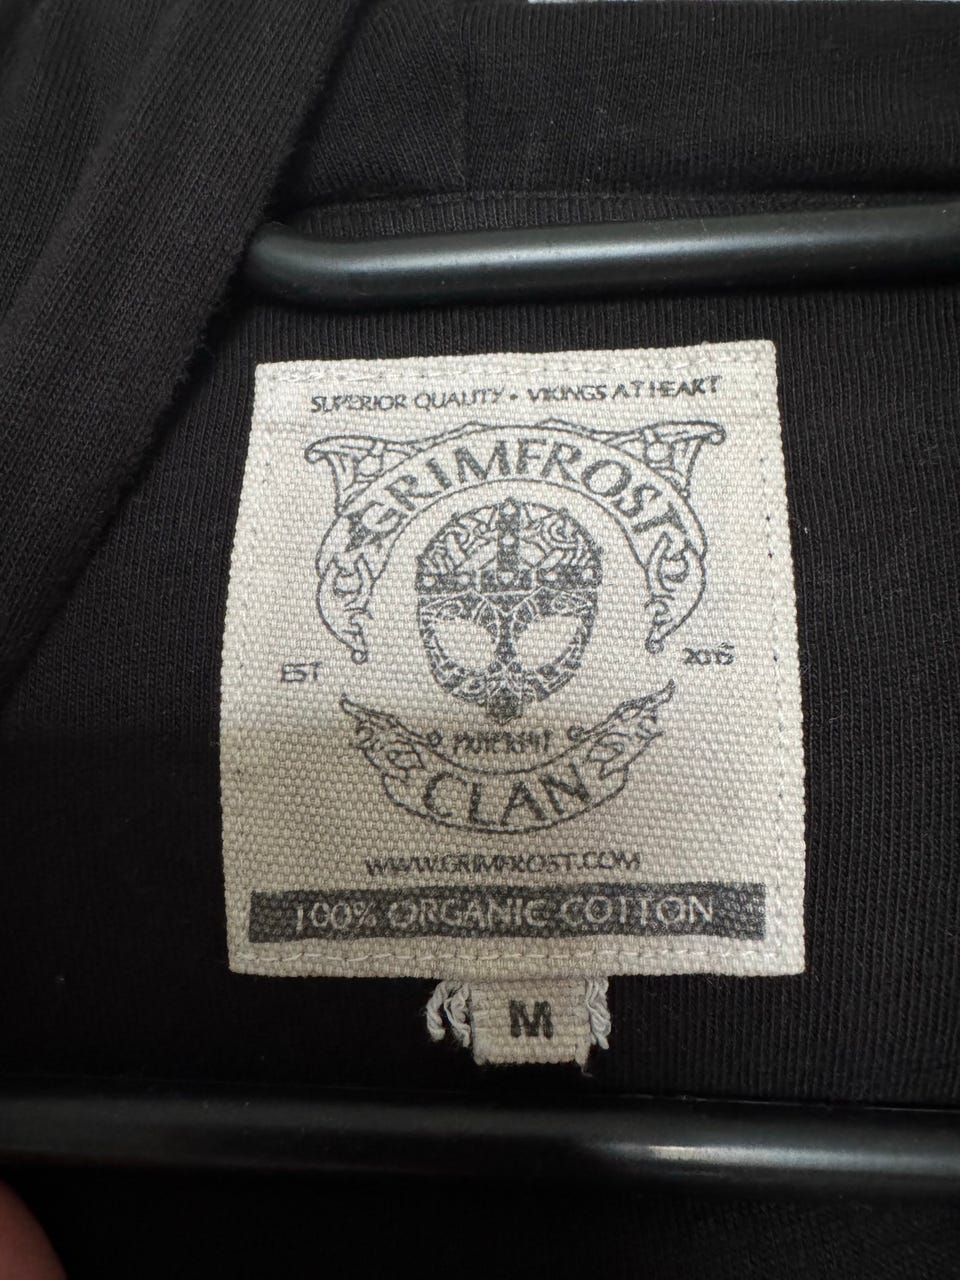 SUPERIOR QUALITY • VIKINGS AT HEART
GRIMFROST
EST 2015
CLAN
WWW.GRIMFROST.COM
100% ORGANIC COTTON
M